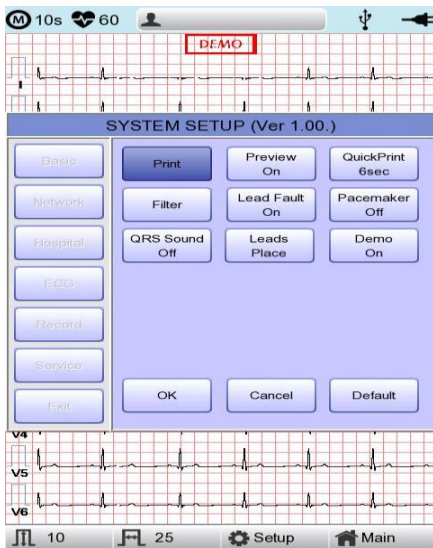 M 10s 60
DEMO
I
SYSTEM SETUP (Ver 1.00.)
Basic
Network
Hospital
ECG
Record
Service
Exit
Print
Preview
On
QuickPrint
6sec
Filter
Lead Fault
On
Pacemaker
Off
QRS Sound
Off
Leads
Place
Demo
On
OK
Cancel
Default
V4
V5
V6
10
25
Setup
Main